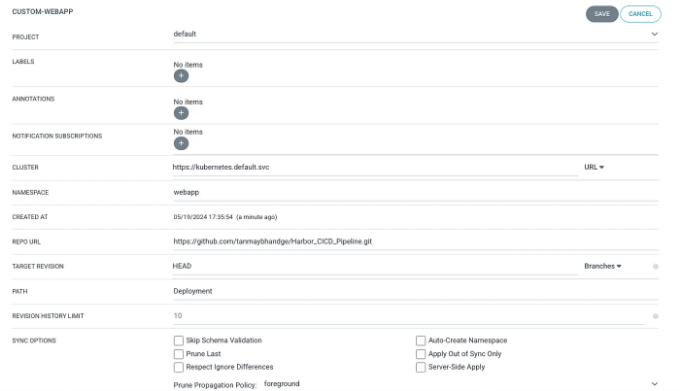 CUSTOM-WEBAPP
SAVE CANCEL
PROJECT default
LABELS No items
+
ANNOTATIONS No items
+
NOTIFICATION SUBSCRIPTIONS No items
+
CLUSTER https://kubernetes.default.svc URL
NAMESPACE webapp
CREATED AT 05/19/2024 17:35:54 (a minute ago)
REPO URL https://github.com/tanmaybhandge/Harbor_CICD_Pipeline.git
TARGET REVISION HEAD Branches
PATH Deployment
REVISION HISTORY LIMIT 10
SYNC OPTIONS Skip Schema Validation Auto-Create Namespace
Prune Last Apply Out of Sync Only
Respect Ignore Differences Server-Side Apply
Prune Propagation Policy: foreground